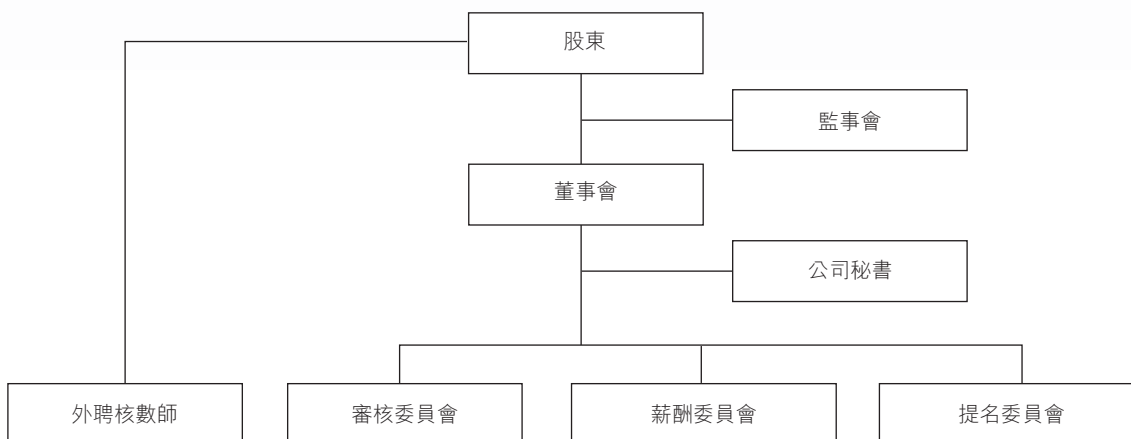 股東
監事會
董事會
公司秘書
外聘核數師
審核委員會
薪酬委員會
提名委員會